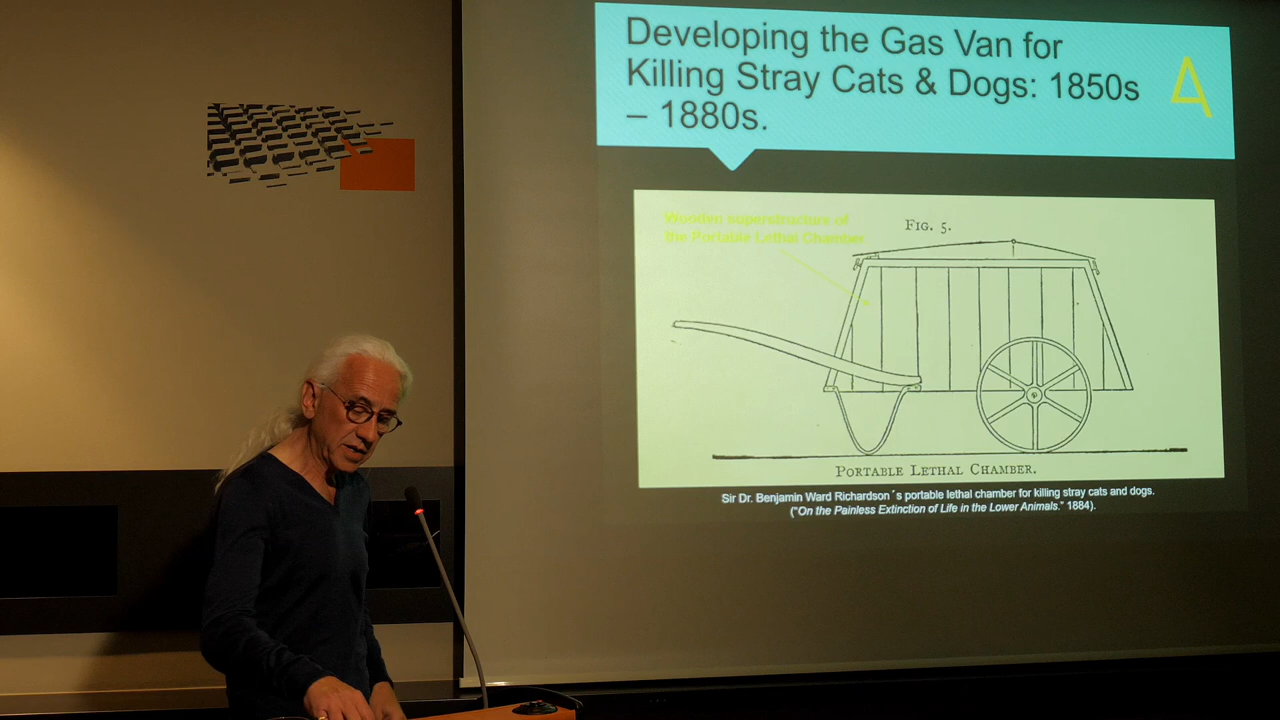 Developing the Gas Van for
Killing Stray Cats & Dogs: 1850s
– 1880s.
Wooden superstructure of
the Portable Lethal Chamber
FIG. 5.
PORTABLE LETHAL CHAMBER.
Sir Dr. Benjamin Ward Richardson´s portable lethal chamber for killing stray cats and dogs.
("On the Painless Extinction of Life in the Lower Animals." 1884).